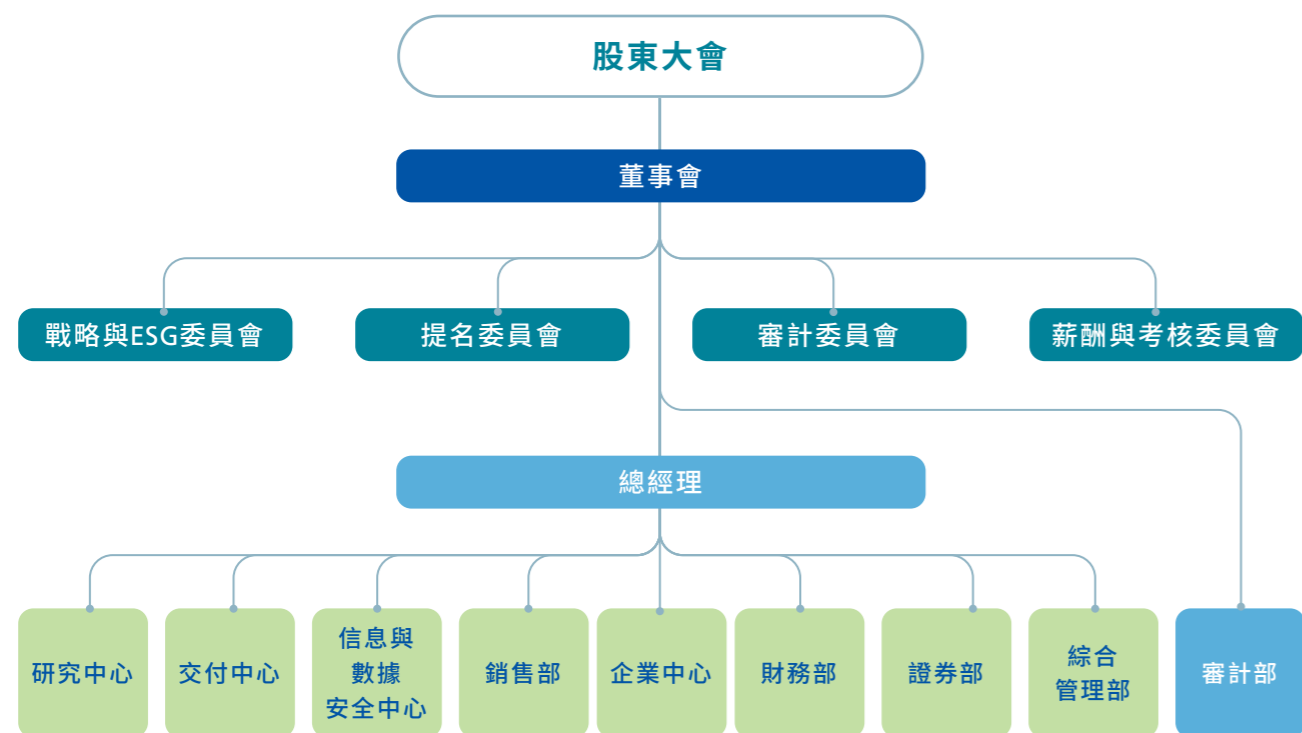 股東大會
董事會
戰略與ESG委員會
提名委員會
審計委員會
薪酬與考核委員會
總經理
研究中心
交付中心
信息與
數據
安全中心
銷售部
企業中心
財務部
證券部
綜合
管理部
審計部